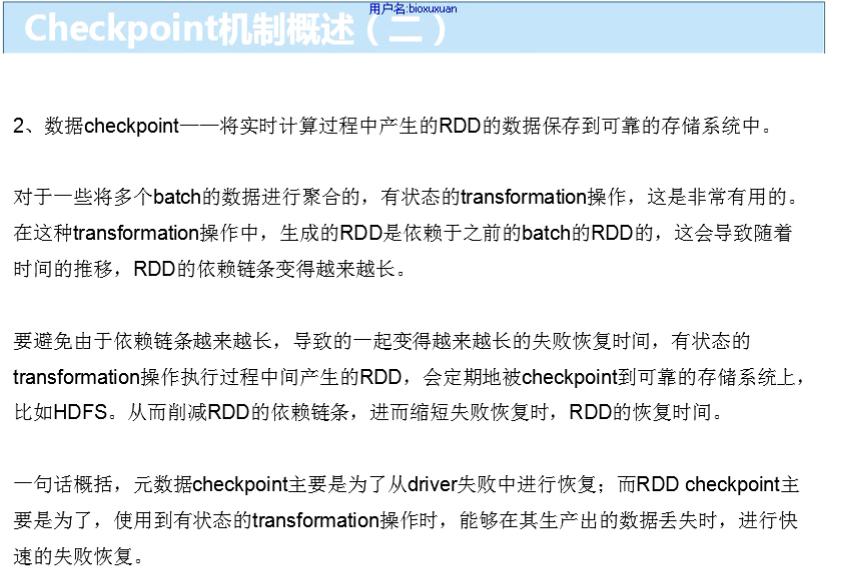 用户名:bioxuxuan
Checkpoint机制概述（二）
2、数据checkpoint——将实时计算过程中产生的RDD的数据保存到可靠的存储系统中。
对于一些将多个batch的数据进行聚合的，有状态的transformation操作，这是非常有用的。
在这种transformation操作中，生成的RDD是依赖于之前的batch的RDD的，这会导致随着
时间的推移，RDD的依赖链条变得越来越长。
要避免由于依赖链条越来越长，导致的一起变得越来越长的失败恢复时间，有状态的
transformation操作执行过程中间产生的RDD，会定期地被checkpoint到可靠的存储系统上，
比如HDFS。从而削减RDD的依赖链条，进而缩短失败恢复时，RDD的恢复时间。
一句话概括，元数据checkpoint主要是为了从driver失败中进行恢复；而RDD checkpoint主
要是为了，使用到有状态的transformation操作时，能够在其生产出的数据丢失时，进行快
速的失败恢复。